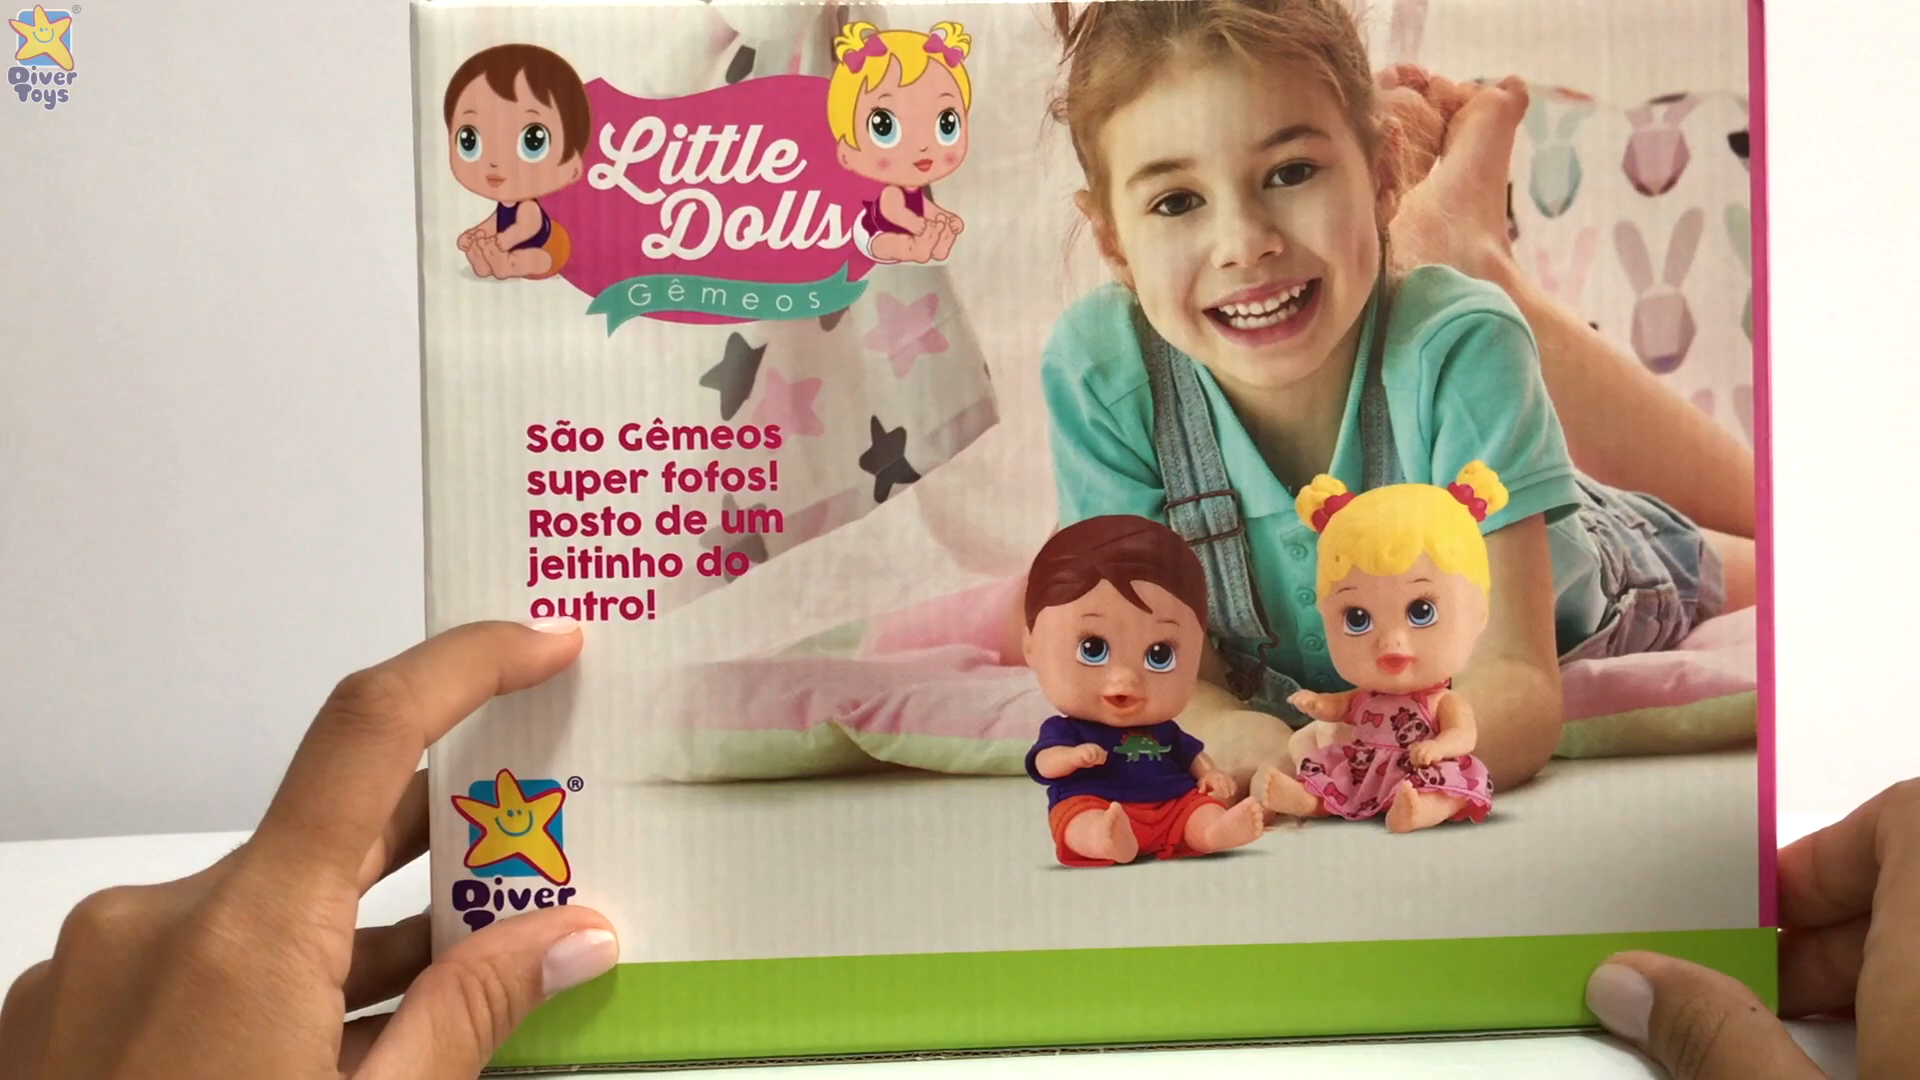 Diver
Toys
Little
Dolls
Gêmeos
São Gêmeos
super fofos!
Rosto de um
jeitinho do
outro!
Diver